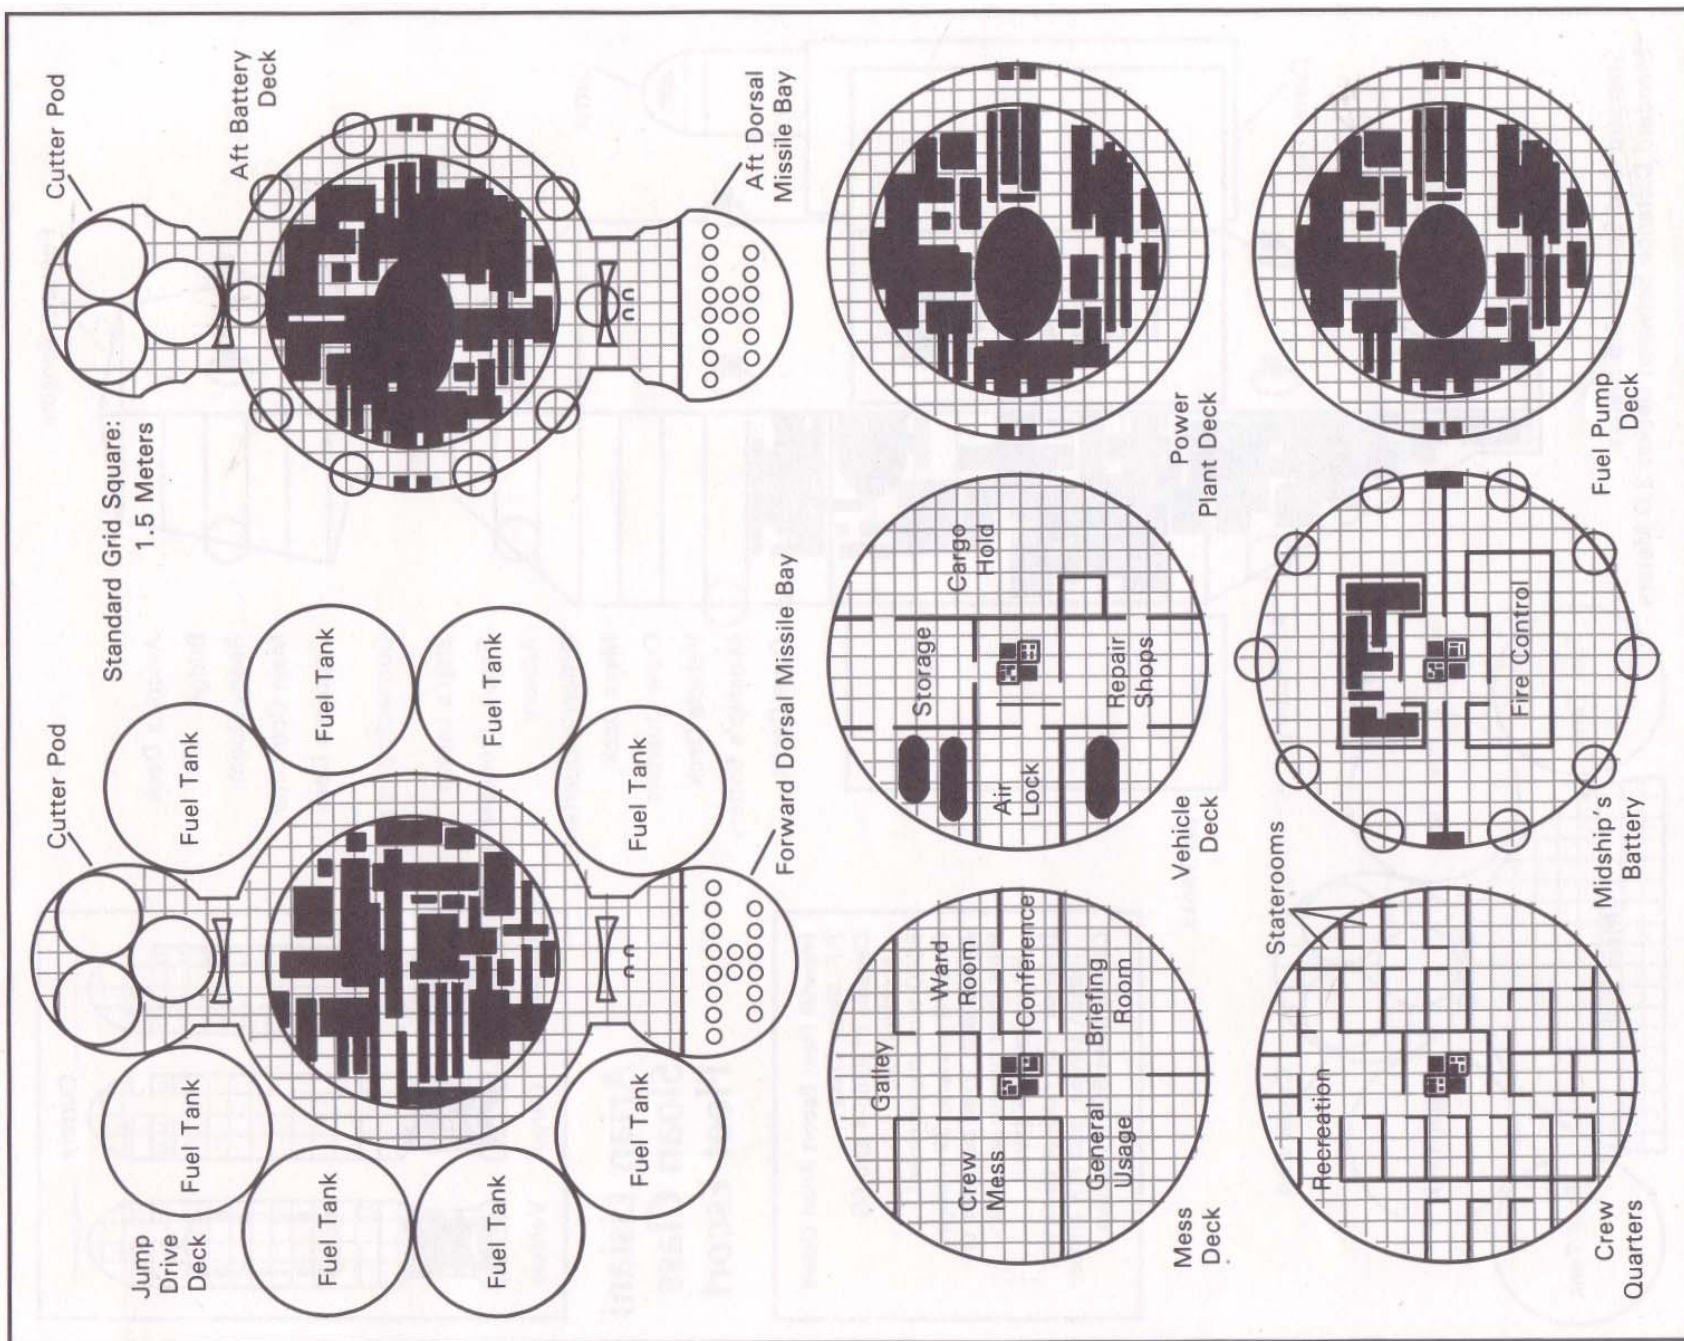 Cutter Pod
Aft Battery
Deck
Aft Dorsal
Missile Bay
Standard Grid Square:
1.5 Meters
Cutter Pod
Fuel Tank
Fuel Tank
Fuel Tank
Fuel Tank
Forward Dorsal Missile Bay
Jump
Drive
Deck
Fuel Tank
Fuel Tank
Fuel Tank
Fuel Tank
Power
Plant Deck
Fuel Pump
Deck
Cargo
Hold
Storage
Repair
Shops
Air
Lock
Vehicle
Deck
Fire Control
Midship's
Battery
Galley
Ward
Room
Conference
Briefing
Room
Crew
Mess
General
Usage
Mess
Deck
Staterooms
Recreation
Crew
Quarters